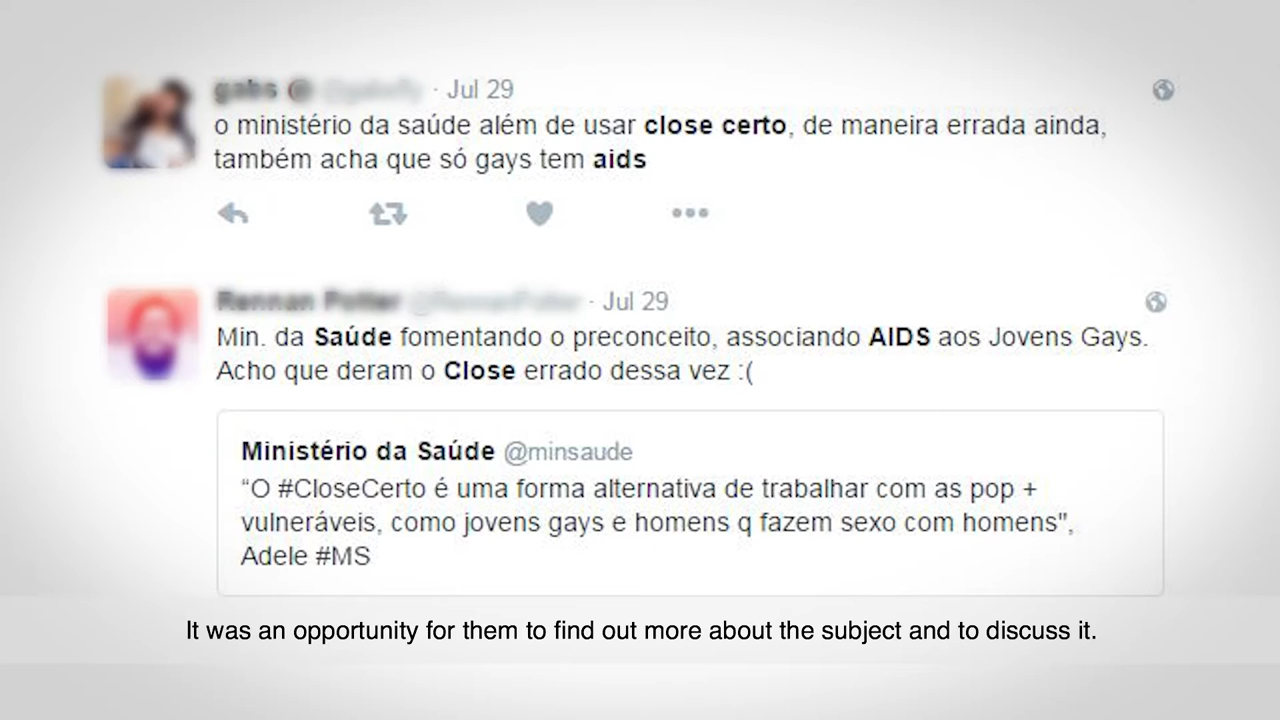 · Jul 29
o ministério da saúde além de usar close certo, de maneira errada ainda,
também acha que só gays tem aids
· Jul 29
Min. da Saúde fomentando o preconceito, associando AIDS aos Jovens Gays.
Acho que deram o Close errado dessa vez :(
Ministério da Saúde @minsaude
“O #CloseCerto é uma forma alternativa de trabalhar com as pop +
vulneráveis, como jovens gays e homens q fazem sexo com homens",
Adele #MS
It was an opportunity for them to find out more about the subject and to discuss it.